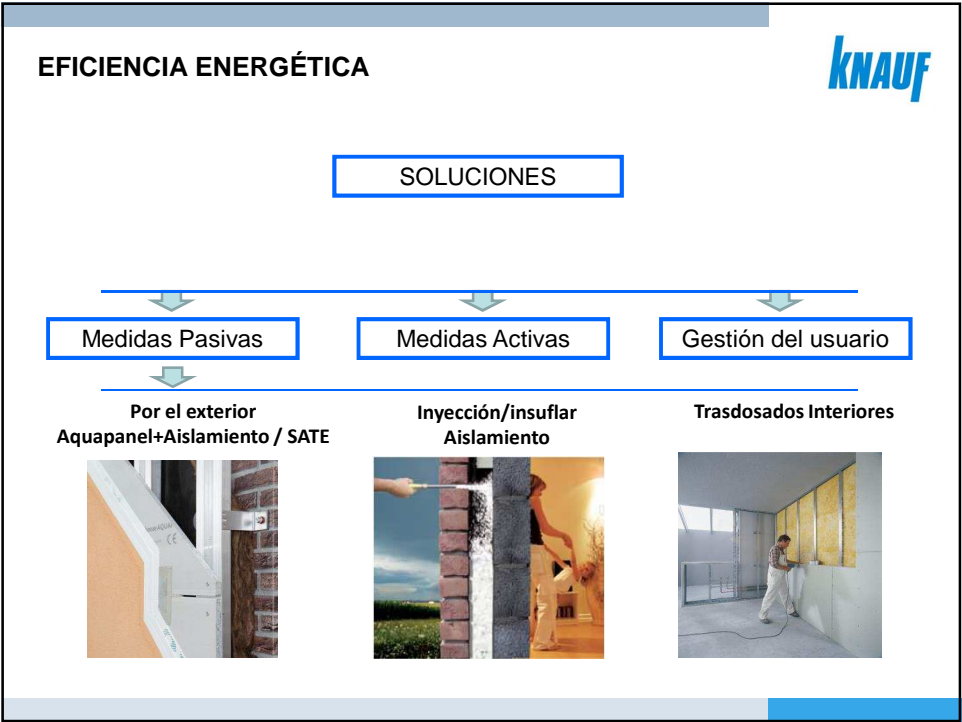 EFICIENCIA ENERGÉTICA
KNAUF
SOLUCIONES
Medidas Pasivas
Medidas Activas
Gestión del usuario
Por el exterior
Aquapanel+Aislamiento / SATE
Inyección/insuflar
Aislamiento
Trasdosados Interiores
CE